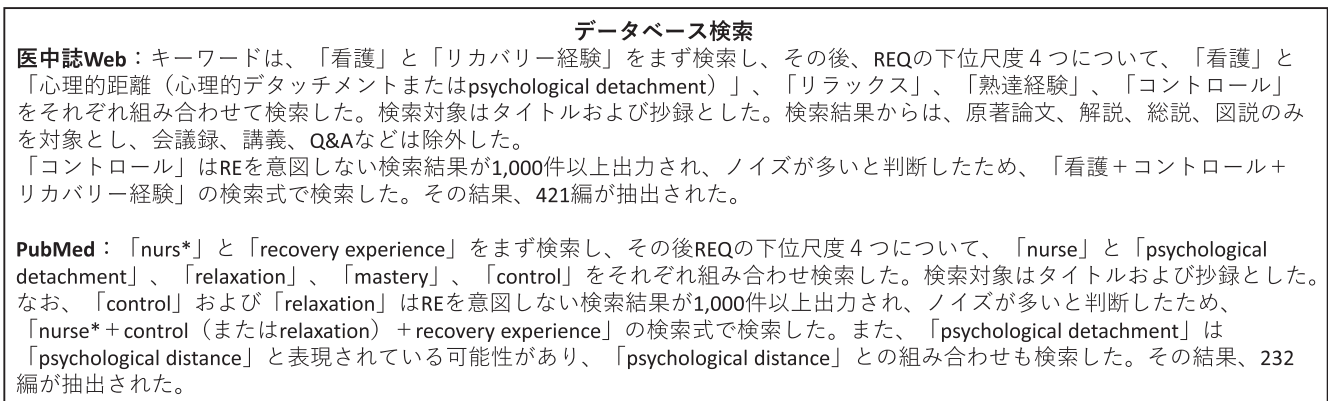 データベース検索
医中誌Web：キーワードは、「看護」と「リカバリー経験」をまず検索し、その後、REQの下位尺度４つについて、「看護」と
「心理的距離（心理的デタッチメントまたはpsychological detachment）」、「リラックス」、「熟達経験」、「コントロール」
をそれぞれ組み合わせて検索した。検索対象はタイトルおよび抄録とした。検索結果からは、原著論文、解説、総説、図説のみ
を対象とし、会議録、講義、Q&Aなどは除外した。
「コントロール」はREを意図しない検索結果が1,000件以上出力され、ノイズが多いと判断したため、「看護＋コントロール＋
リカバリー経験」の検索式で検索した。その結果、421編が抽出された。
PubMed：「nurs*」と「recovery experience」をまず検索し、その後REQの下位尺度４つについて、「nurse」と「psychological
detachment」、「relaxation」、「mastery」、「control」をそれぞれ組み合わせ検索した。検索対象はタイトルおよび抄録とした。
なお、「control」および「relaxation」はREを意図しない検索結果が1,000件以上出力され、ノイズが多いと判断したため、
「nurse*＋control（またはrelaxation）＋recovery experience」の検索式で検索した。また、「psychological detachment」は
「psychological distance」と表現されている可能性があり、「psychological distance」との組み合わせも検索した。その結果、232
編が抽出された。